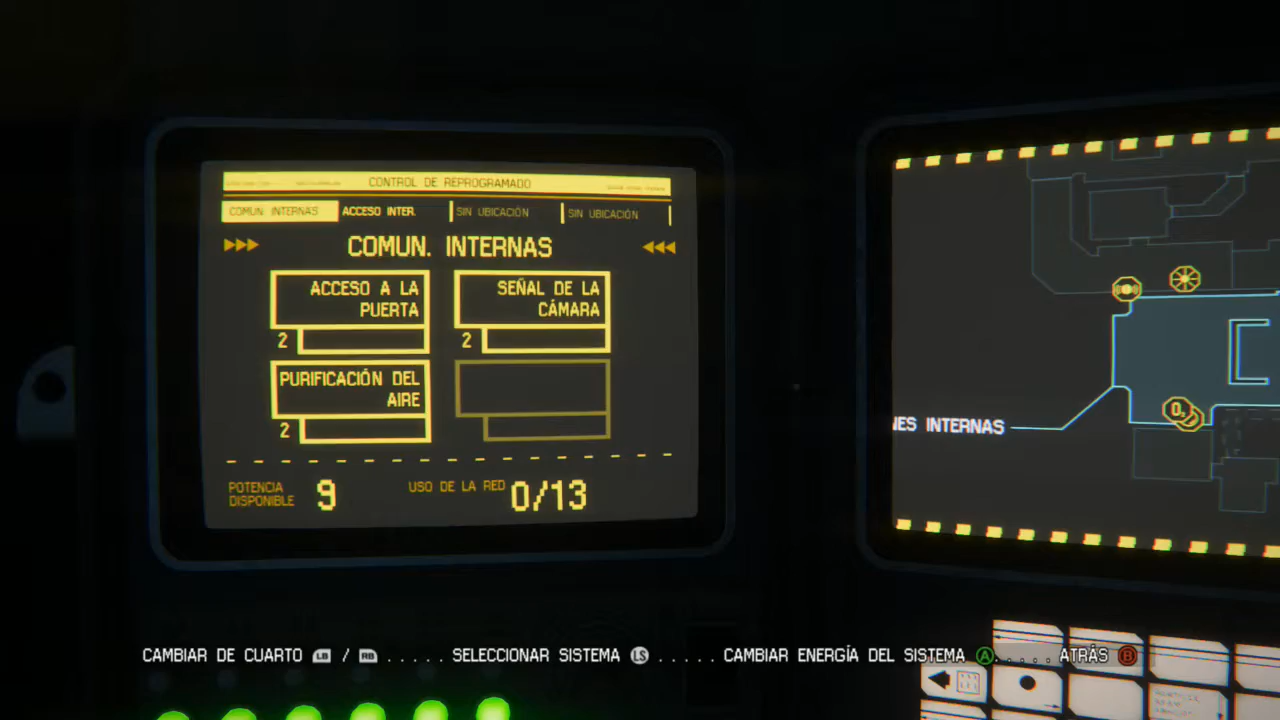 CONTROL DE REPROGRAMADO
COMUN INTERNAS
ACCESO INTER.
SIN UBICACIÓN
SIN UBICACIÓN
COMUN. INTERNAS
ACCESO A LA
PUERTA
2
SEÑAL DE LA
CÁMARA
2
PURIFICACIÓN DEL
AIRE
2
POTENCIA
DISPONIBLE
9
USO DE LA RED
0/13
NES INTERNAS
O₂
CAMBIAR DE CUARTO LB / RB ..... SELECCIONAR SISTEMA LS ..... CAMBIAR ENERGÍA DEL SISTEMA A ..... ATRÁS B